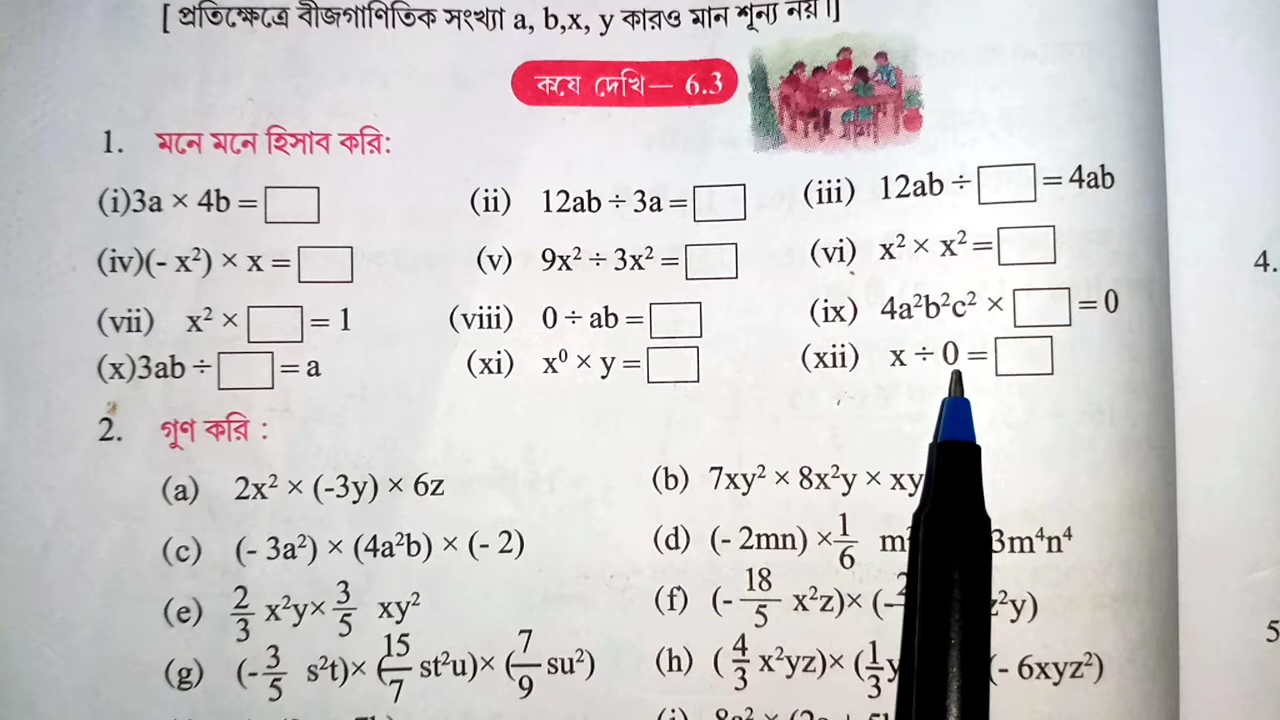 [ প্রতিক্ষেত্রে বীজগাণিতিক সংখ্যা a, b,x, y কারও মান শূন্য নয়।]
কষে দেখি— 6.3
1. মনে মনে হিসাব করি:
(i)3a × 4b = □ (ii) 12ab ÷ 3a = □ (iii) 12ab ÷ □ = 4ab
(iv)(- x²) × x = □ (v) 9x² ÷ 3x² = □ (vi) x² × x² = □
(vii) x² × □ = 1 (viii) 0 ÷ ab = □ (ix) 4a²b²c² × □ = 0
(x)3ab ÷ □ = a (xi) x⁰ × y = □ (xii) x ÷ 0 = □
4.
2. গুণ করি :
(a) 2x² × (-3y) × 6z (b) 7xy² × 8x²y × xy
(c) (- 3a²) × (4a²b) × (- 2) (d) (- 2mn) × 1/6 3m⁴n⁴
(e) 2/3 x²y× 3/5 xy² (f) (- 18/5 x²z)× (- z²y)
5
(g) (- 3/5 s²t)× (15/7 st²u)× (7/9 su²) (h) (4/3 x²yz)× (1/3 y (- 6xyz²)